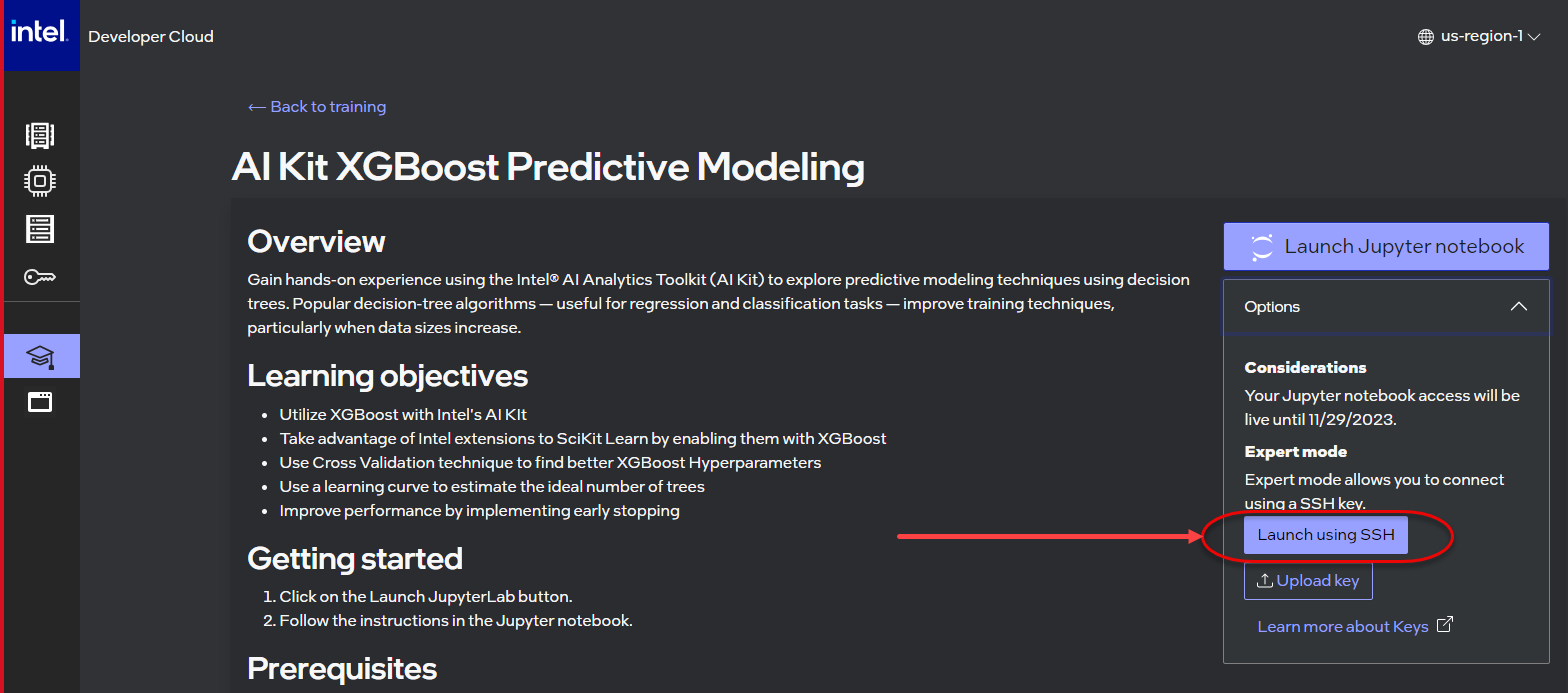 intel.
Developer Cloud
us-region-1
Back to training
AI Kit XGBoost Predictive Modeling
Overview
Gain hands-on experience using the Intel® AI Analytics Toolkit (AI Kit) to explore predictive modeling techniques using decision
trees. Popular decision-tree algorithms — useful for regression and classification tasks — improve training techniques,
particularly when data sizes increase.
Learning objectives
• Utilize XGBoost with Intel's AI KIt
• Take advantage of Intel extensions to SciKit Learn by enabling them with XGBoost
• Use Cross Validation technique to find better XGBoost Hyperparameters
• Use a learning curve to estimate the ideal number of trees
• Improve performance by implementing early stopping
Getting started
1. Click on the Launch JupyterLab button.
2. Follow the instructions in the Jupyter notebook.
Prerequisites
Launch Jupyter notebook
Options
Considerations
Your Jupyter notebook access will be
live until 11/29/2023.
Expert mode
Expert mode allows you to connect
using a SSH key.
Launch using SSH
Upload key
Learn more about Keys